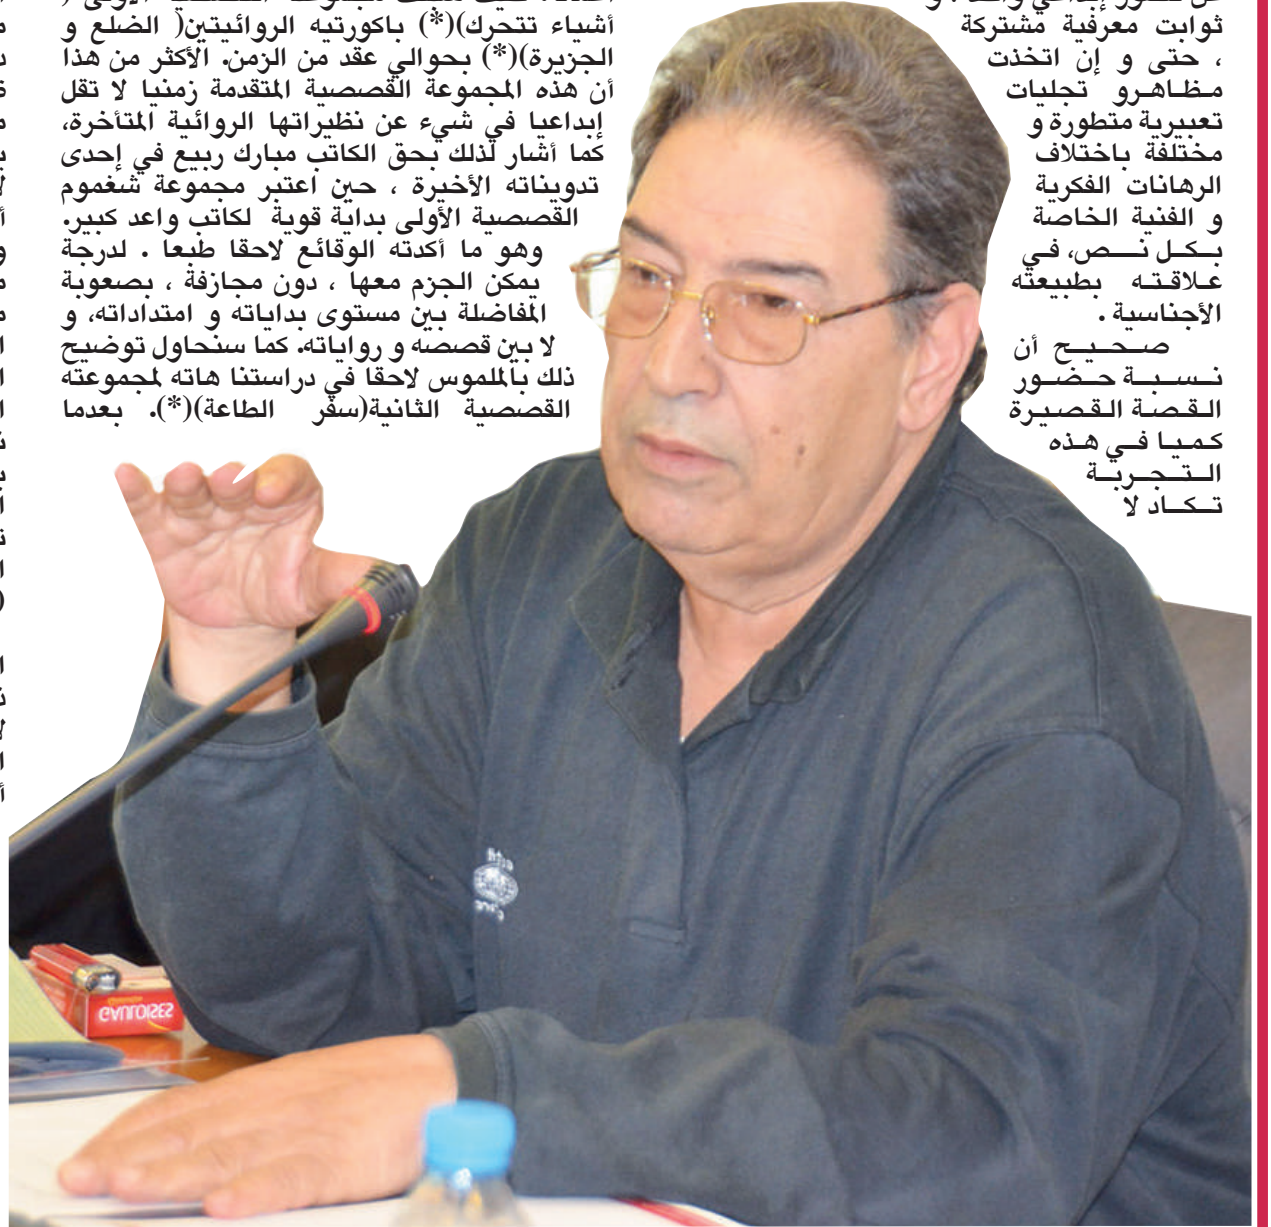 ثوابت معرفية مشتركة
، حتى و إن اتخذت
مظاهرو تجليات
تعبيرية متطورة و
مختلفة باختلاف
الرهانات الفكرية
و الفنية الخاصة
بكل نص، في
علاقته بطبيعته
الأجناسية .
صحيح أن
نسبة حضور
القصة القصيرة
كميا في هذه
التجربة
تكاد لا
أشياء تتحرك)(*) باكورتيه الروائيتين( الضلع و
الجزيرة)(*) بحوالي عقد من الزمن. الأكثر من هذا
أن هذه المجموعة القصصية المتقدمة زمنيا لا تقل
إبداعيا في شيء عن نظيراتها الروائية المتأخرة،
كما أشار لذلك بحق الكاتب مبارك ربيع في إحدى
تدويناته الأخيرة ، حين اعتبر مجموعة شغموم
القصصية الأولى بداية قوية لكاتب واعد كبير.
وهو ما أكدته الوقائع لاحقا طبعا . لدرجة
يمكن الجزم معها ، دون مجازفة ، بصعوبة
المفاضلة بين مستوى بداياته و امتداداته، و
لا بين قصصه و رواياته. كما سنحاول توضيح
ذلك بالملموس لاحقا في دراستنا هاته لمجموعته
القصصية الثانية(سفر الطاعة)(*). بعدما
GAULOISES